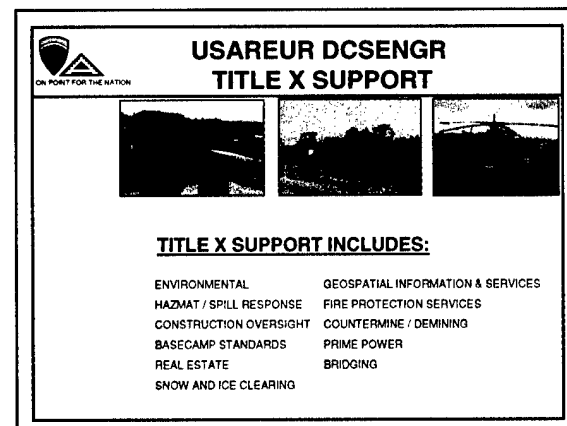 USAREUR DCSENGR
TITLE X SUPPORT
ON POINT FOR THE NATION
TITLE X SUPPORT INCLUDES:
ENVIRONMENTAL
HAZMAT / SPILL RESPONSE
CONSTRUCTION OVERSIGHT
BASECAMP STANDARDS
REAL ESTATE
SNOW AND ICE CLEARING
GEOSPATIAL INFORMATION & SERVICES
FIRE PROTECTION SERVICES
COUNTERMINE / DEMINING
PRIME POWER
BRIDGING